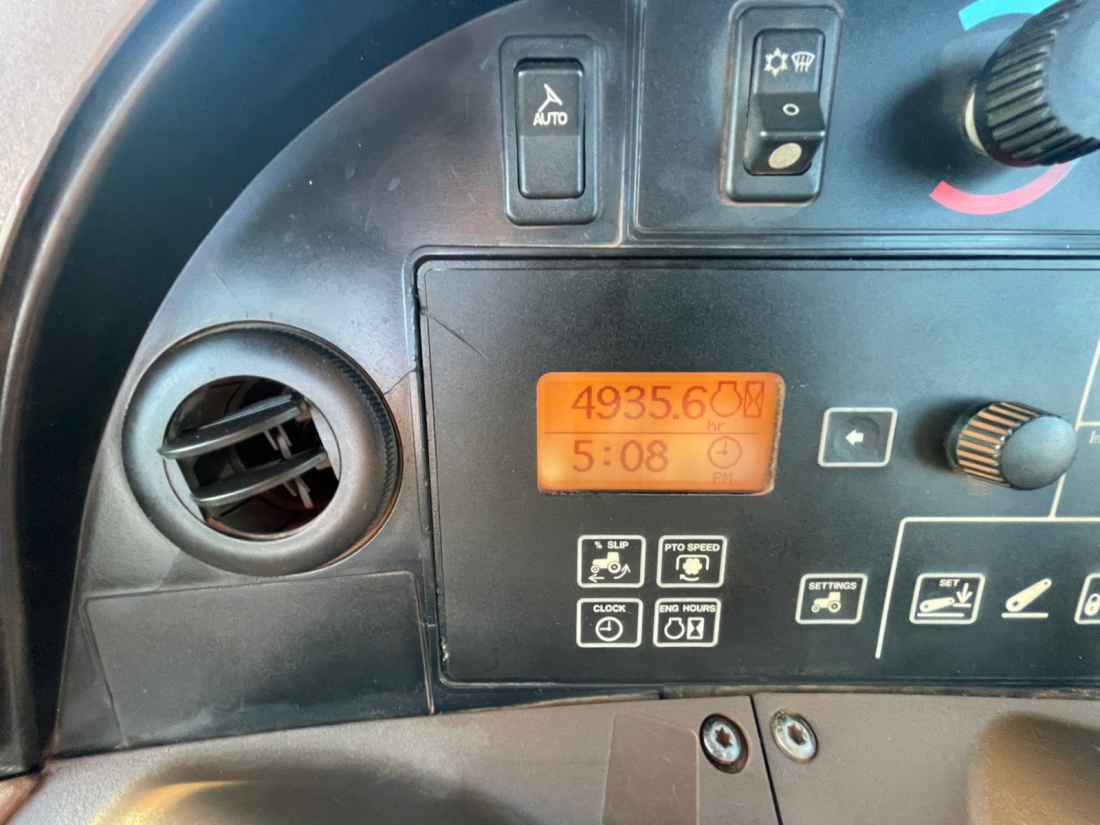 AUTO
4935.6
hr
5:08
PM
% SLIP
PTO SPEED
CLOCK
ENG HOURS
SETTINGS
SET